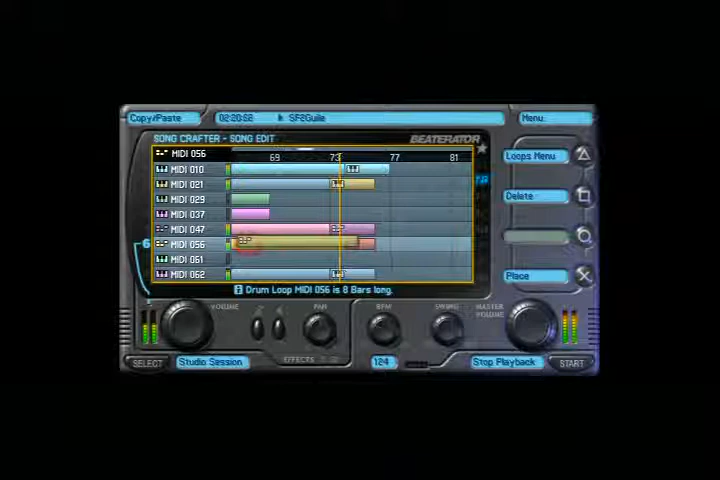 Copy/Paste 02:20:52 SF2Guile Menu
SONG CRAFTER - SONG EDIT BEATERATOR
MIDI 056 69 73 77 81
MIDI 010
MIDI 021
MIDI 029
MIDI 037
MIDI 047
MIDI 056
MIDI 061
MIDI 062
6
Drum Loop MIDI 056 is 8 Bars long.
Loops Menu
Delete
Place
VOLUME PAN BPM SWING MASTER VOLUME
EFFECTS
SELECT Studio Session 124 Stop Playback START